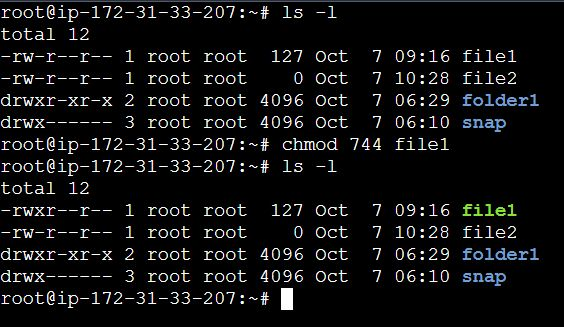 root@ip-172-31-33-207:~# ls -l
total 12
-rw-r--r-- 1 root root  127 Oct  7 09:16 file1
-rw-r--r-- 1 root root    0 Oct  7 10:28 file2
drwxr-xr-x 2 root root 4096 Oct  7 06:29 folder1
drwx------ 3 root root 4096 Oct  7 06:10 snap
root@ip-172-31-33-207:~# chmod 744 file1
root@ip-172-31-33-207:~# ls -l
total 12
-rwxr--r-- 1 root root  127 Oct  7 09:16 file1
-rw-r--r-- 1 root root    0 Oct  7 10:28 file2
drwxr-xr-x 2 root root 4096 Oct  7 06:29 folder1
drwx------ 3 root root 4096 Oct  7 06:10 snap
root@ip-172-31-33-207:~#